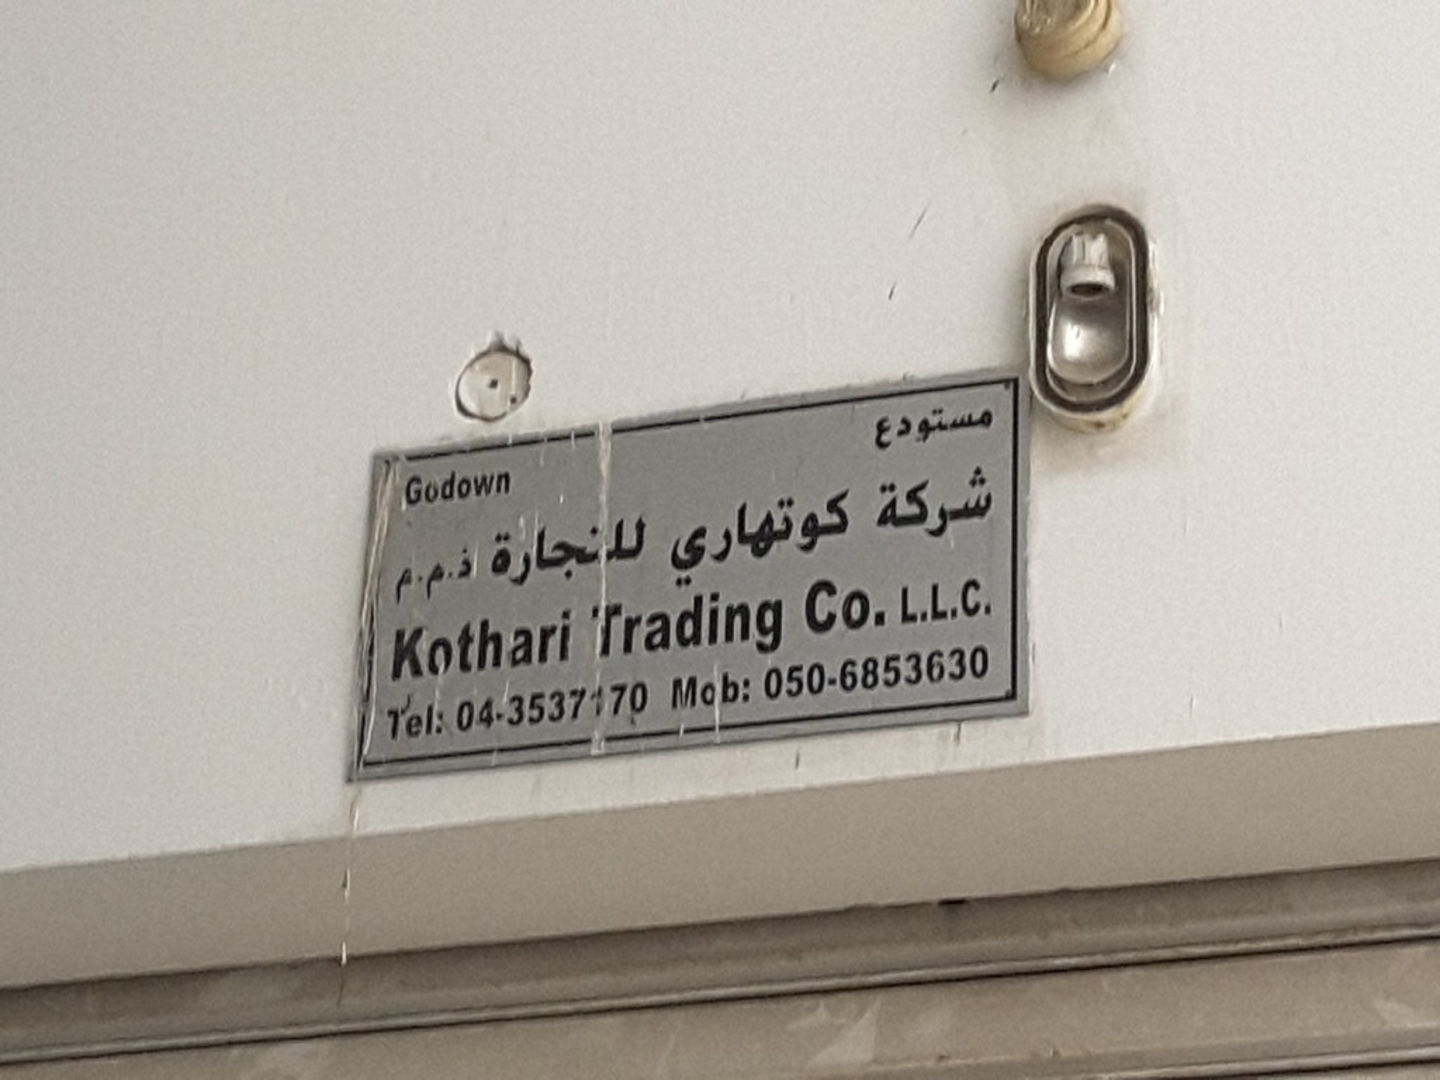 Godown مستودع
شركة كوتهاري للتجارة ذ.م.م
Kothari Trading Co. L.L.C.
Tel: 04-3537170 Mob: 050-6853630